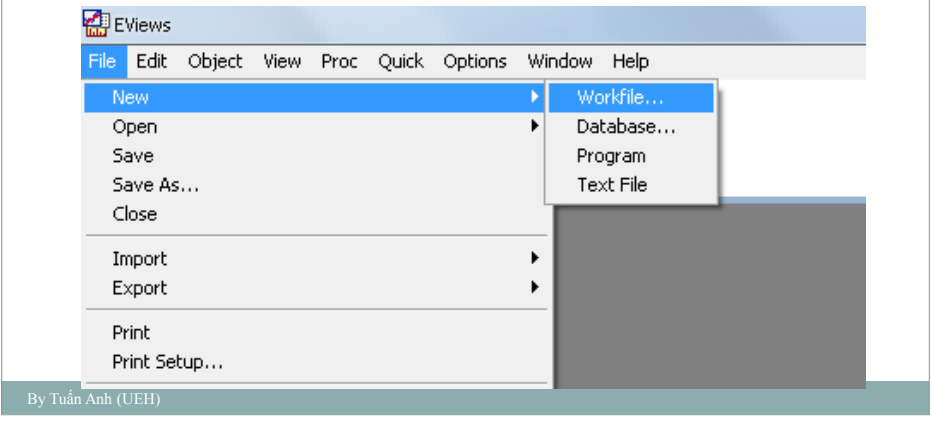 EViews
File Edit Object View Proc Quick Options Window Help
New
Open
Save
Save As...
Close
Import
Export
Print
Print Setup...
Workfile...
Database...
Program
Text File
By Tuấn Anh (UEH)